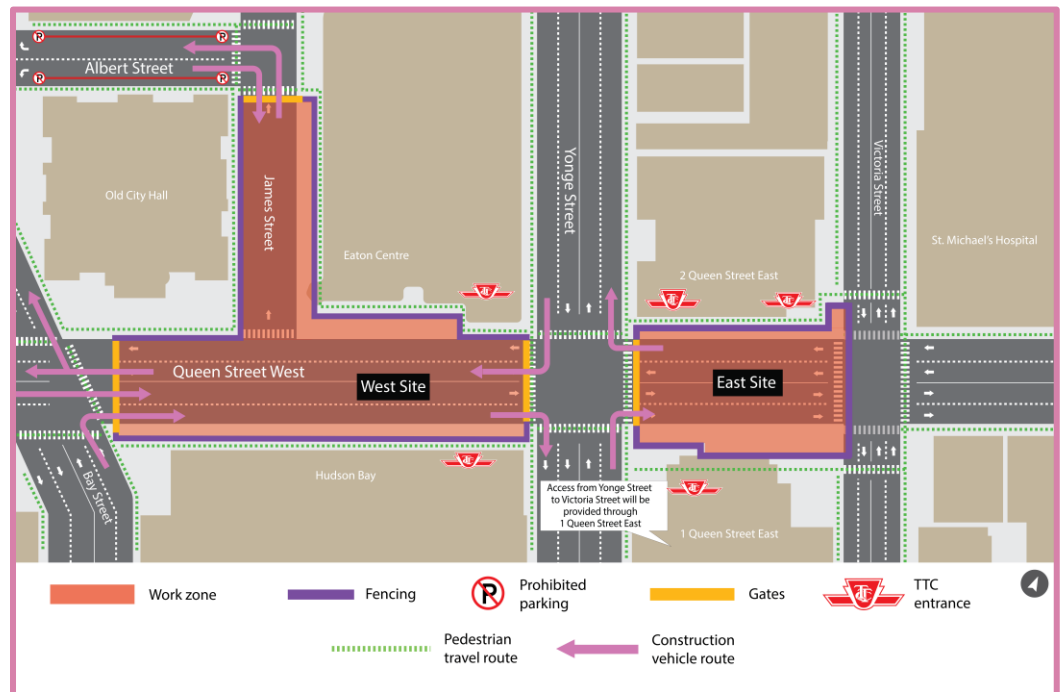 P
P
Albert Street
P
P
Old City Hall
James Street
Eaton Centre
Yonge Street
Victoria Street
St. Michael's Hospital
2 Queen Street East
Queen Street West
West Site
East Site
Bay Street
Hudson Bay
Access from Yonge Street
to Victoria Street will be
provided through
1 Queen Street East
1 Queen Street East
Work zone
Fencing
P
Prohibited
parking
Gates
TTC
TTC
entrance
Pedestrian
travel route
Construction
vehicle route